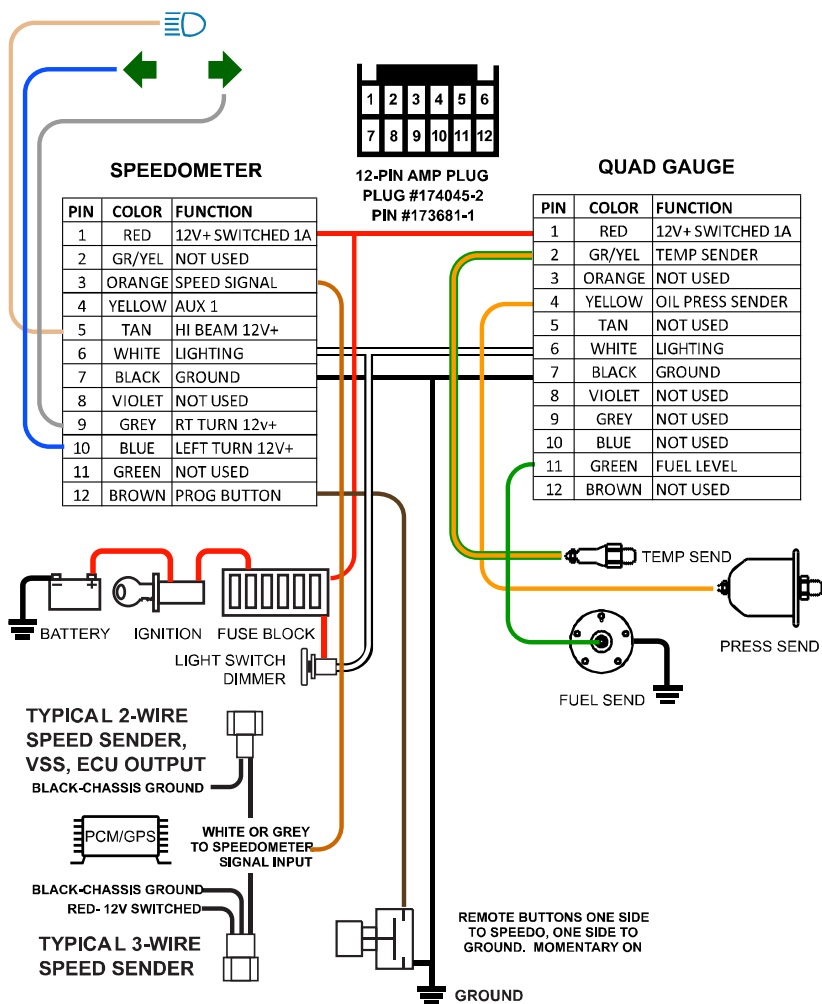 1 2 3 4 5 6
7 8 9 10 11 12
12-PIN AMP PLUG
PLUG #174045-2
PIN #173681-1
SPEEDOMETER
PIN COLOR FUNCTION
1 RED 12V+ SWITCHED 1A
2 GR/YEL NOT USED
3 ORANGE SPEED SIGNAL
4 YELLOW AUX 1
5 TAN HI BEAM 12V+
6 WHITE LIGHTING
7 BLACK GROUND
8 VIOLET NOT USED
9 GREY RT TURN 12v+
10 BLUE LEFT TURN 12V+
11 GREEN NOT USED
12 BROWN PROG BUTTON
QUAD GAUGE
PIN COLOR FUNCTION
1 RED 12V+ SWITCHED 1A
2 GR/YEL TEMP SENDER
3 ORANGE NOT USED
4 YELLOW OIL PRESS SENDER
5 TAN NOT USED
6 WHITE LIGHTING
7 BLACK GROUND
8 VIOLET NOT USED
9 GREY NOT USED
10 BLUE NOT USED
11 GREEN FUEL LEVEL
12 BROWN NOT USED
- +
BATTERY
IGNITION
FUSE BLOCK
LIGHT SWITCH
DIMMER
TEMP SEND
PRESS SEND
FUEL SEND
TYPICAL 2-WIRE
SPEED SENDER,
VSS, ECU OUTPUT
BLACK-CHASSIS GROUND
PCM/GPS
WHITE OR GREY
TO SPEEDOMETER
SIGNAL INPUT
BLACK-CHASSIS GROUND
RED- 12V SWITCHED
TYPICAL 3-WIRE
SPEED SENDER
REMOTE BUTTONS ONE SIDE
TO SPEEDO, ONE SIDE TO
GROUND. MOMENTARY ON
GROUND